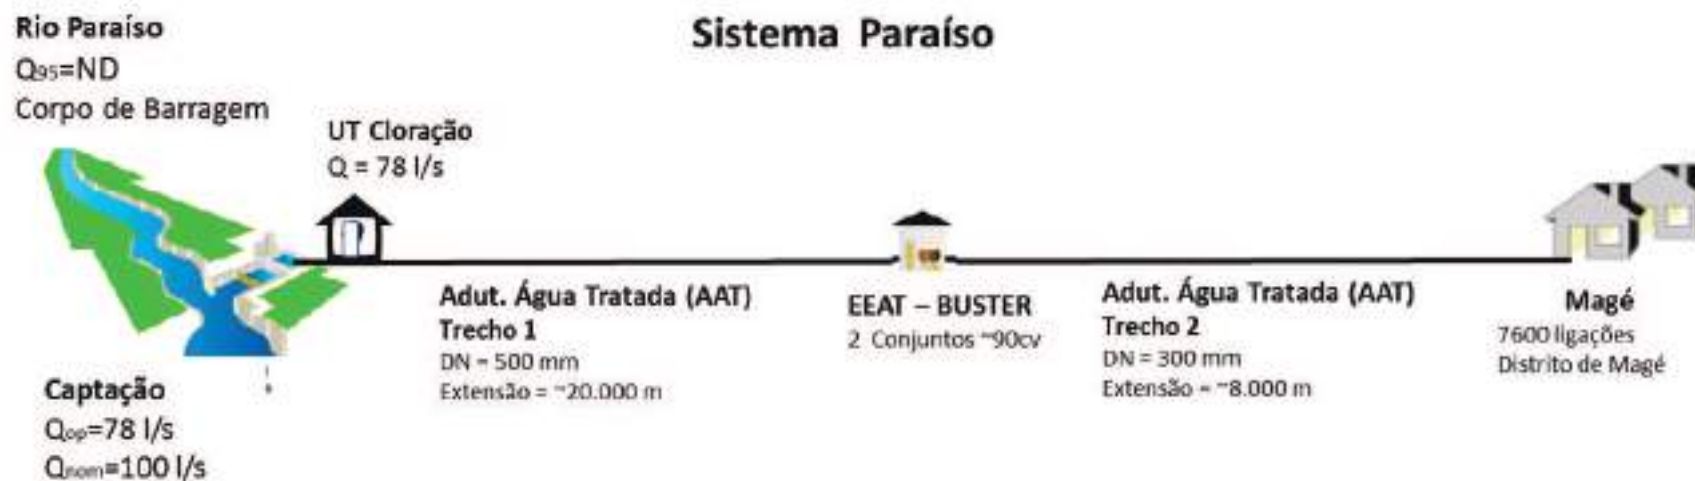 Sistema Paraíso
Rio Paraíso
Q95=ND
Corpo de Barragem
UT Cloração
Q = 78 l/s
Captação
Qop=78 l/s
Qnom=100 l/s
Adut. Água Tratada (AAT)
Trecho 1
DN = 500 mm
Extensão = ~20.000 m
EEAT – BUSTER
2 Conjuntos ~90cv
Adut. Água Tratada (AAT)
Trecho 2
DN = 300 mm
Extensão = ~8.000 m
Magé
7600 ligações
Distrito de Magé